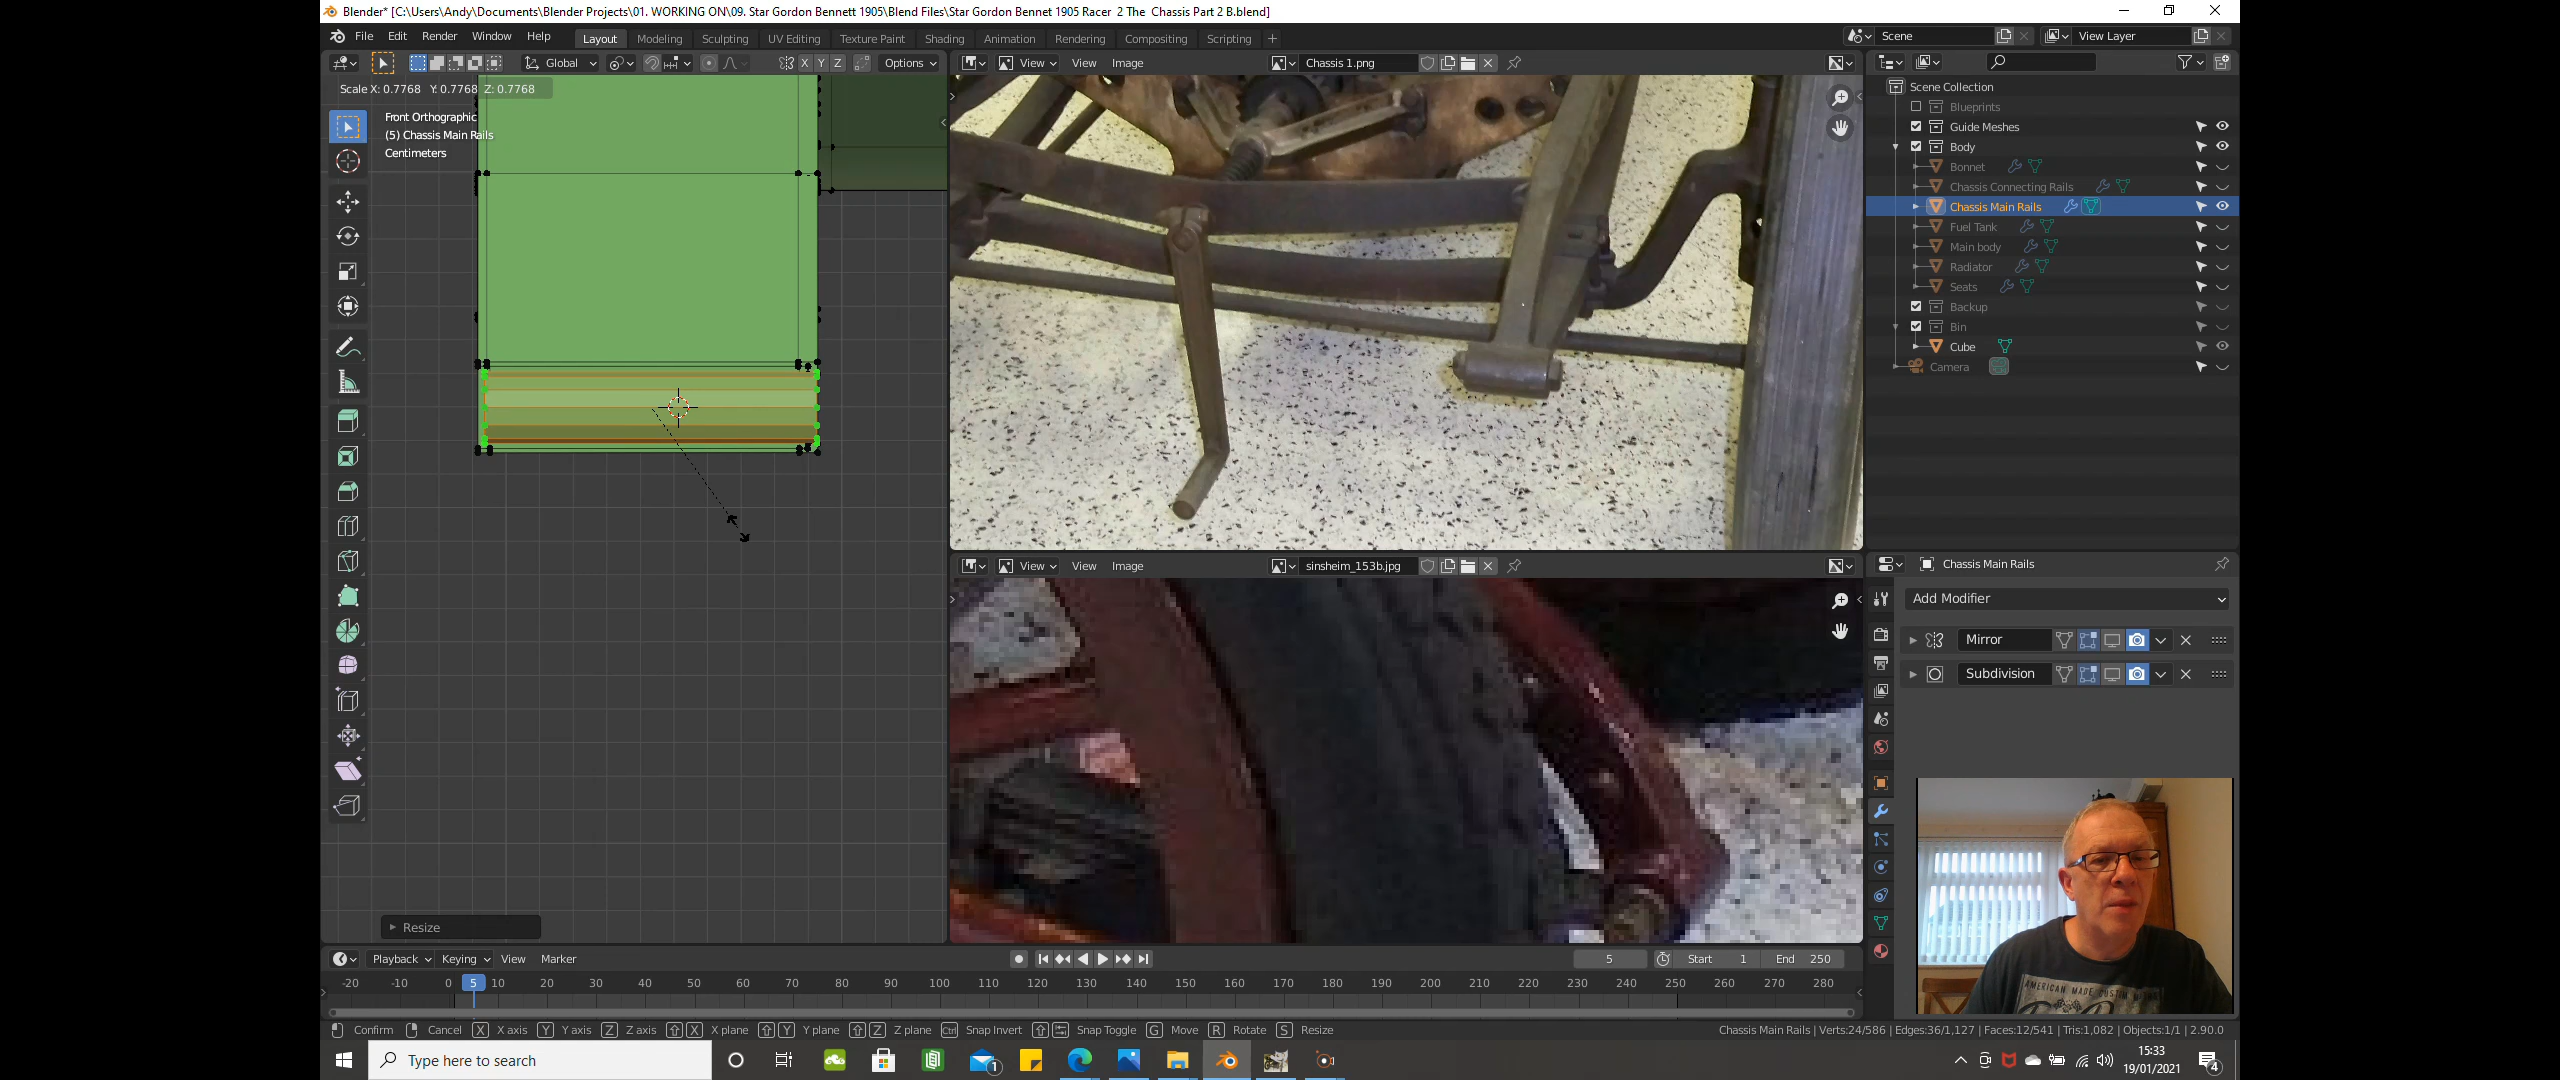 Blender* [C:\Users\Andy\Documents\Blender Projects\01. WORKING ON\09. Star Gordon Bennett 1905\Blend Files\Star Gordon Bennet 1905 Racer  2 The  Chassis Part 2 B.blend]
File Edit Render Window Help Layout Modeling Sculpting UV Editing Texture Paint Shading Animation Rendering Compositing Scripting + Scene View Layer
Global X Y Z Options View View Image Chassis 1.png
Scale X: 0.7768 Y: 0.7768 Z: 0.7768
Front Orthographic
(5) Chassis Main Rails
Centimeters
Scene Collection
Blueprints
Guide Meshes
Body
Bonnet
Chassis Connecting Rails
Chassis Main Rails
Fuel Tank
Main body
Radiator
Seats
Backup
Bin
Cube
Camera
View View Image sinsheim_153b.jpg
Chassis Main Rails
Add Modifier
Mirror
Subdivision
AMERICAN MADE CUSTOM
Resize
Playback Keying View Marker 5 Start 1 End 250
-20 -10 0 5 10 20 30 40 50 60 70 80 90 100 110 120 130 140 150 160 170 180 190 200 210 220 230 240 250 260 270 280
Confirm Cancel X X axis Y Y axis Z Z axis X X plane Y Y plane Z Z plane Ctrl Snap Invert Snap Toggle G Move R Rotate S Resize Chassis Main Rails | Verts:24/586 | Edges:36/1,127 | Faces:12/541 | Tris:1,082 | Objects:1/1 | 2.90.0
Type here to search 1 15:33
19/01/2021 4